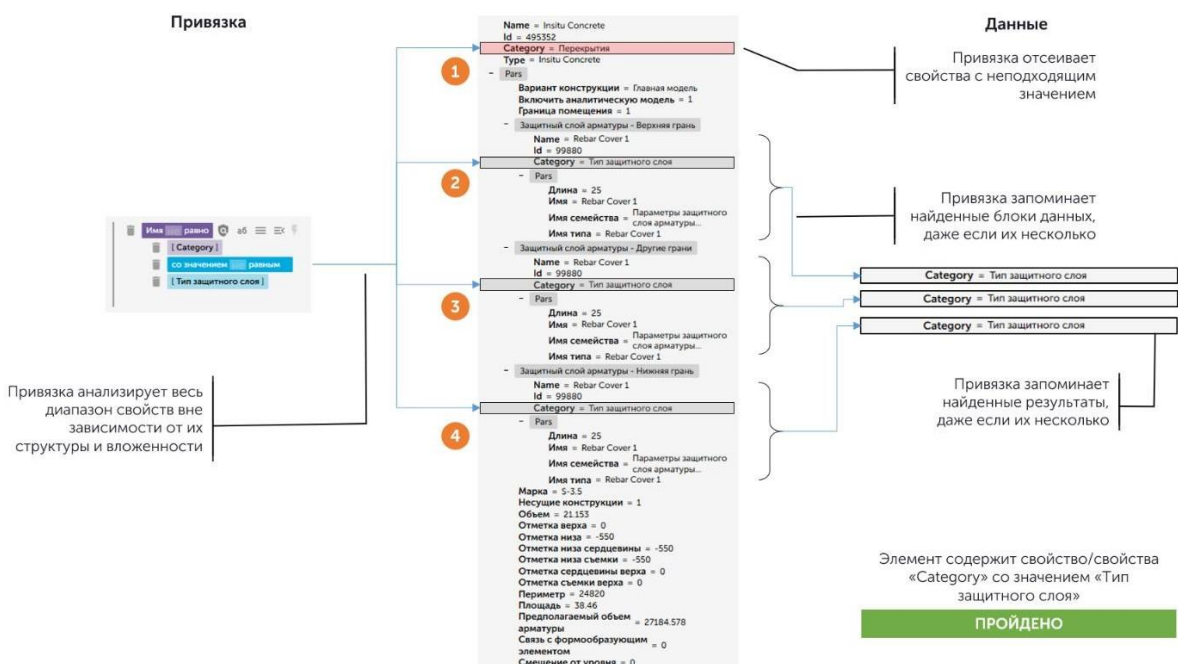 Привязка
Данные
Name = Insitu Concrete
Id = 495352
Category = Перекрытия
Type = Insitu Concrete
1
- Pars
Вариант конструкции = Главная модель
Включить аналитическую модель = 1
Граница помещения = 1
- Защитный слой арматуры - Верхняя грань
Name = Rebar Cover 1
Id = 99880
Category = Тип защитного слоя
2
- Pars
Длина = 25
Имя = Rebar Cover 1
Имя семейства = Параметры защитного
слоя арматуры...
Имя типа = Rebar Cover 1
- Защитный слой арматуры - Другие грани
Name = Rebar Cover 1
Id = 99880
Category = Тип защитного слоя
3
- Pars
Длина = 25
Имя = Rebar Cover 1
Имя семейства = Параметры защитного
слоя арматуры...
Имя типа = Rebar Cover 1
- Защитный слой арматуры - Нижняя грань
Name = Rebar Cover 1
Id = 99880
Category = Тип защитного слоя
4
- Pars
Длина = 25
Имя = Rebar Cover 1
Имя семейства = Параметры защитного
слоя арматуры...
Имя типа = Rebar Cover 1
Марка = S-3.5
Несущие конструкции = 1
Объем = 21.153
Отметка верха = 0
Отметка низа = -550
Отметка низа сердцевины = -550
Отметка низа съемки = -550
Отметка сердцевины верха = 0
Отметка съемки верха = 0
Периметр = 24820
Площадь = 38.46
Предполагаемый объем
арматуры = 27184.578
Связь с формообразующим
элементом = 0
Смещение от уровня = 0
Имя равно аб
[ Category ]
со значением равным
[ Тип защитного слоя ]
Привязка анализирует весь
диапазон свойств вне
зависимости от их
структуры и вложенности
Привязка отсеивает
свойства с неподходящим
значением
Привязка запоминает
найденные блоки данных,
даже если их несколько
Category = Тип защитного слоя
Category = Тип защитного слоя
Category = Тип защитного слоя
Привязка запоминает
найденные результаты,
даже если их несколько
Элемент содержит свойство/свойства
«Category» со значением «Тип
защитного слоя»
ПРОЙДЕНО